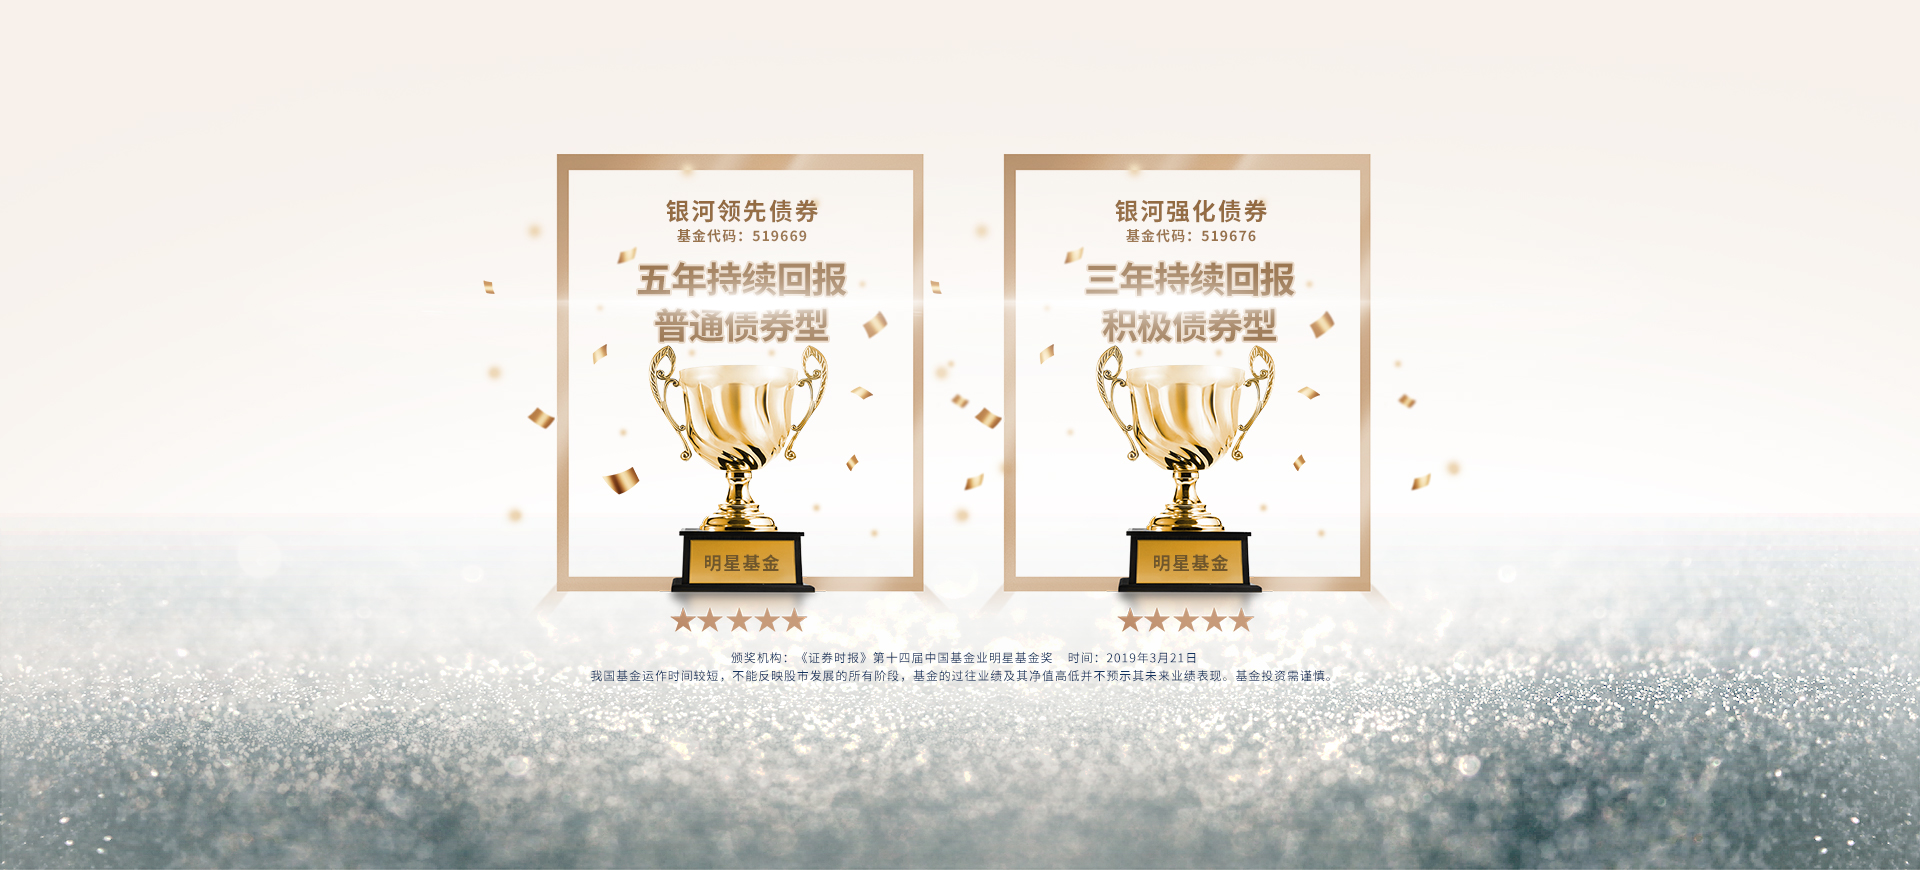 银河领先债券
基金代码：519669
五年持续回报
普通债券型
明星基金
银河强化债券
基金代码：519676
三年持续回报
积极债券型
明星基金
颁奖机构：《证券时报》第十四届中国基金业明星基金奖 时间：2019年3月21日
我国基金运作时间较短，不能反映股市发展的所有阶段，基金的过往业绩及其净值高低并不预示其未来业绩表现。基金投资需谨慎。